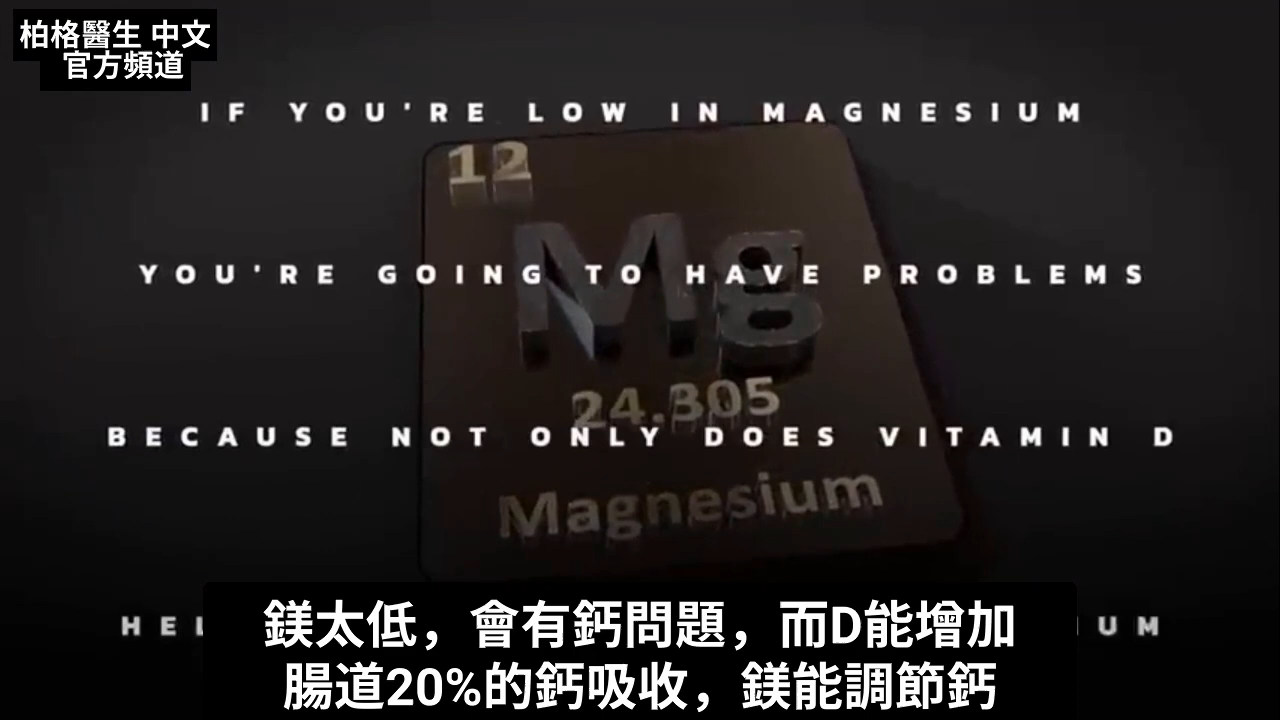 柏格醫生 中文
官方頻道
IF YOU'RE LOW IN MAGNESIUM
12
Mg
YOU'RE GOING TO HAVE PROBLEMS
24.305
BECAUSE NOT ONLY DOES VITAMIN D
Magnesium
鎂太低，會有鈣問題，而D能增加
腸道20%的鈣吸收，鎂能調節鈣